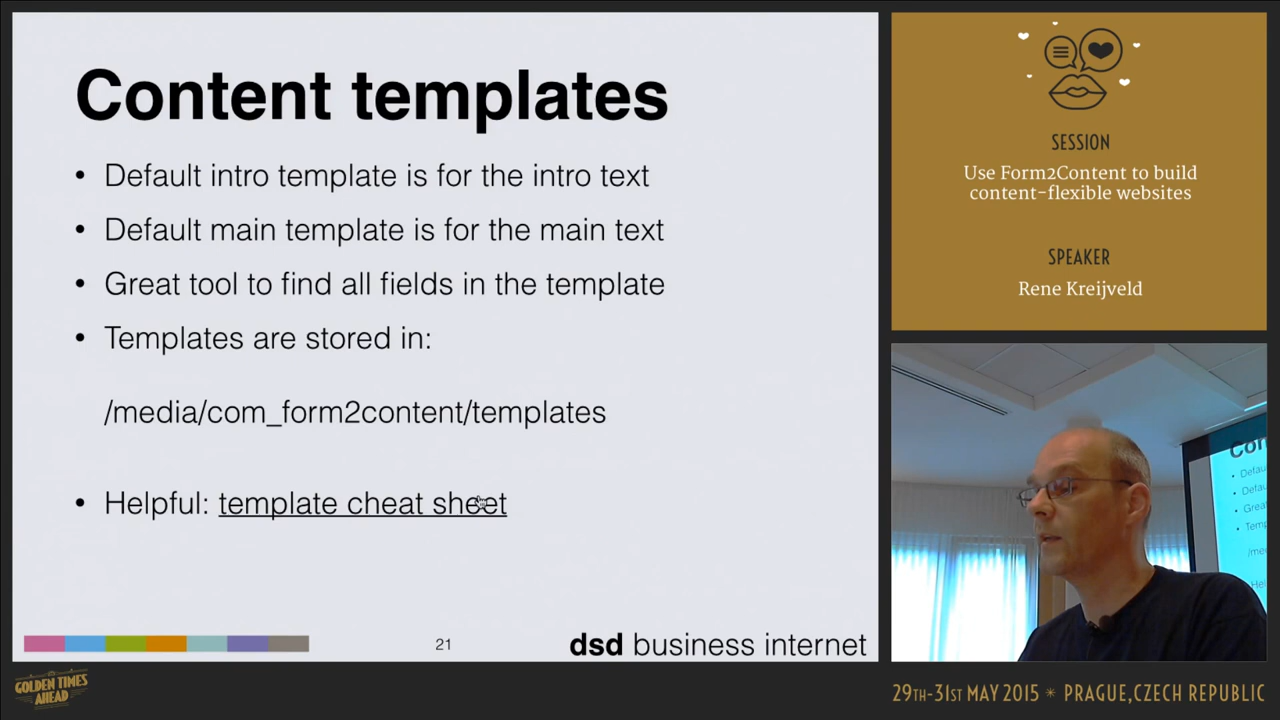 Content templates
• Default intro template is for the intro text
• Default main template is for the main text
• Great tool to find all fields in the template
• Templates are stored in:
/media/com_form2content/templates
• Helpful: template cheat sheet
21
dsd business internet
SESSION
Use Form2Content to build
content-flexible websites
SPEAKER
Rene Kreijveld
GOLDEN TIMES
AHEAD
29TH-31ST MAY 2015 * PRAGUE, CZECH REPUBLIC